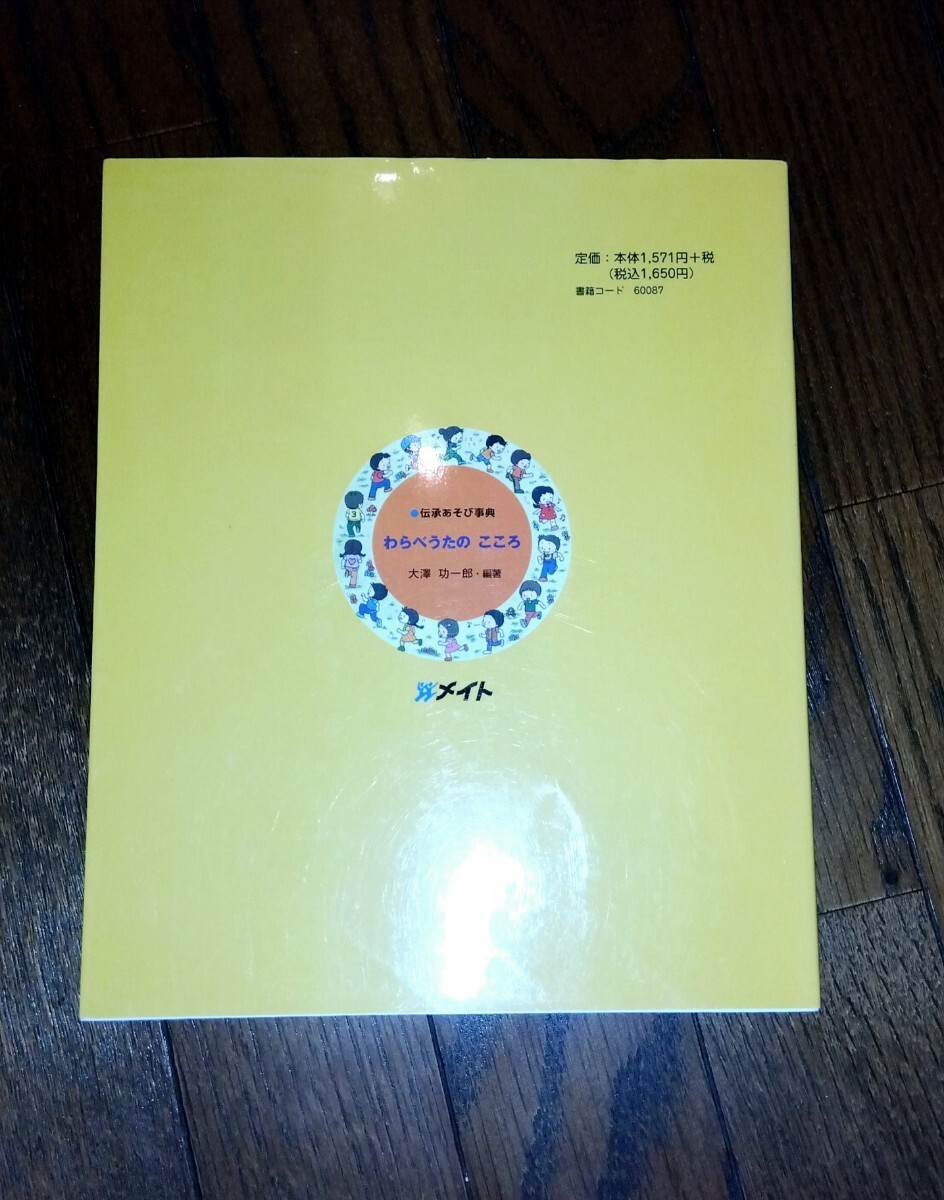 定価：本体1,571円+税
（税込1,650円）
書籍コード 60087
●伝承あそび事典
わらべうたの こころ
大澤 功一郎・編著
メイト
3